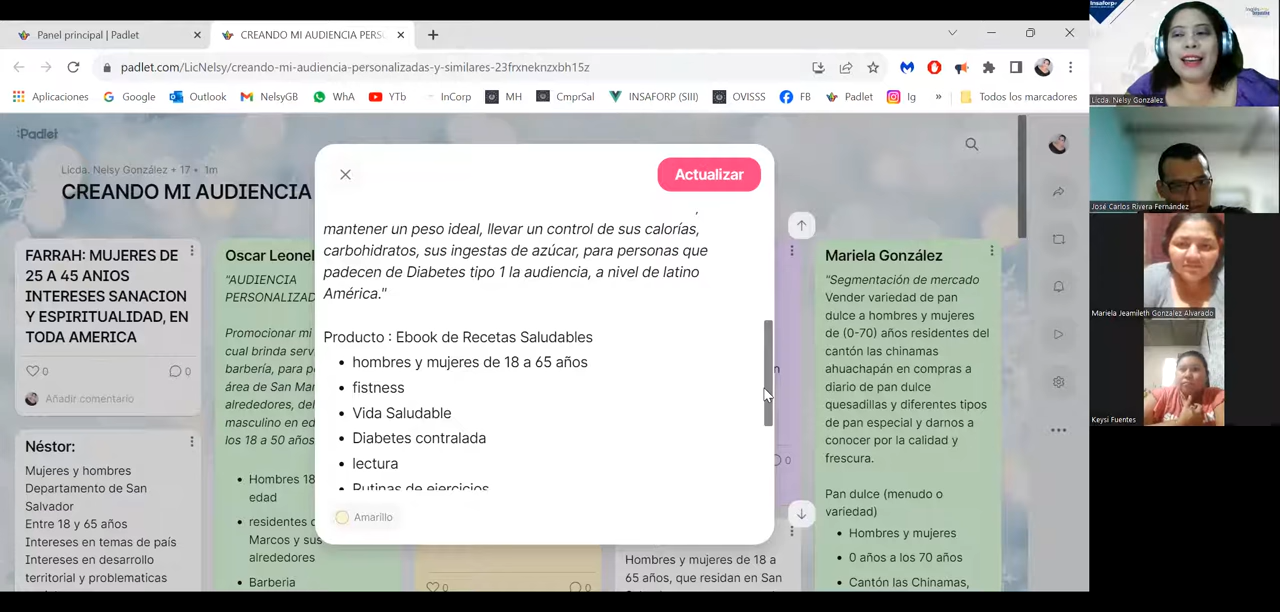 Panel principal | Padlet
CREANDO MI AUDIENCIA PERS
padlet.com/LicNelsy/creando-mi-audiencia-personalizadas-y-similares-23frxneknzxbh15z
Aplicaciones
Google
Outlook
NelsyGB
WhA
YTb
InCorp
MH
CmprSal
INSAFORP (SIII)
OVISSS
FB
Padlet
Ig
»
Todos los marcadores
:Padlet
Licda. Nelsy González + 17 • 1m
CREANDO MI AUDIENCIA
FARRAH: MUJERES DE
25 A 45 ANIOS
INTERESES SANACION
Y ESPIRITUALIDAD, EN
TODA AMERICA
0
0
Añadir comentario
Néstor:
Mujeres y hombres
Departamento de San
Salvador
Entre 18 y 65 años
Intereses en temas de país
Intereses en desarrollo
territorial y problematicas
Oscar Leonel
"AUDIENCIA
PERSONALIZAD
Promocionar mi
cual brinda serv
barbería, para pe
área de San Mar
alrededores, del
masculino en ed
los 18 a 50 años
Hombres 18
edad
residentes d
Marcos y sus
alrededores
Barberia
Actualizar
mantener un peso ideal, llevar un control de sus calorías,
carbohidratos, sus ingestas de azúcar, para personas que
padecen de Diabetes tipo 1 la audiencia, a nivel de latino
América."
Producto : Ebook de Recetas Saludables
• hombres y mujeres de 18 a 65 años
• fistness
• Vida Saludable
• Diabetes contralada
• lectura
• Rutinas de ejercicios
Amarillo
0
0
0
Hombres y mujeres de 18 a
65 años, que residan en San
Mariela González
"Segmentación de mercado
Vender variedad de pan
dulce a hombres y mujeres
de (0-70) años residentes del
cantón las chinamas
ahuachapán en compras a
diario de pan dulce
quesadillas y diferentes tipos
de pan especial y darnos a
conocer por la calidad y
frescura.
Pan dulce (menudo o
variedad)
• Hombres y mujeres
• 0 años a los 70 años
• Cantón las Chinamas,
Insaforp
Licda. Nelsy González
José Carlos Rivera Fernández
Mariela Jeamileth Gonzalez Alvarado
Keysi Fuentes